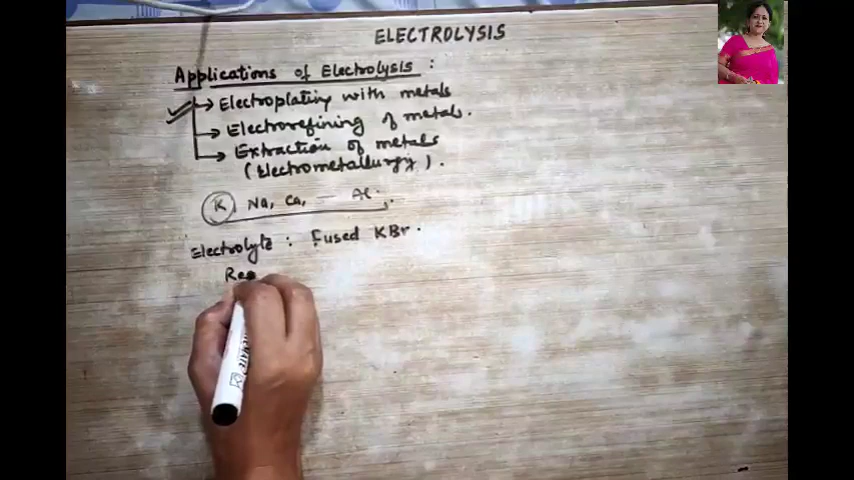 ELECTROLYSIS
Applications of Electrolysis :
→ Electroplating with metals
→ Electrorefining of metals.
→ Extraction of metals
(Electrometallurgy).
K, Na, Ca, — Al.
Electrolyte : Fused KBr.
Rea